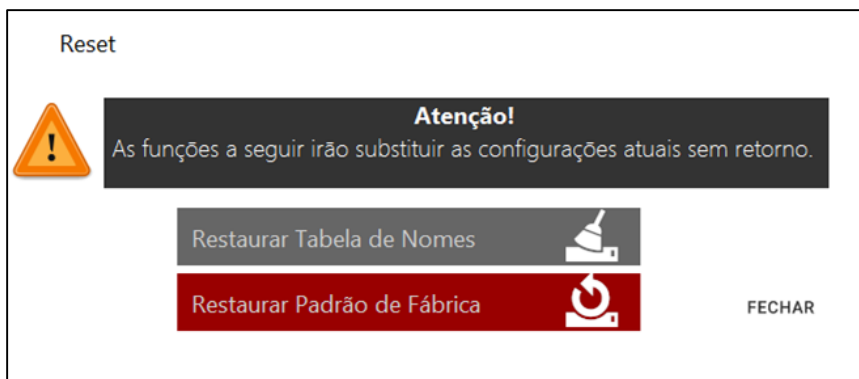 Reset
Atenção!
As funções a seguir irão substituir as configurações atuais sem retorno.
Restaurar Tabela de Nomes
Restaurar Padrão de Fábrica
FECHAR